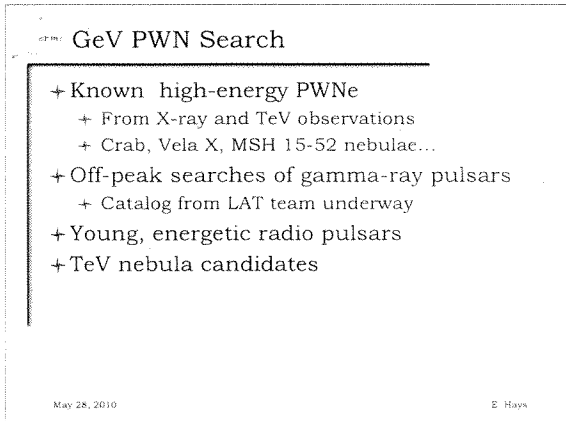 GeV PWN Search
Known high-energy PWNe
From X-ray and TeV observations
Crab, Vela X, MSH 15-52 nebulae...
Off-peak searches of gamma-ray pulsars
Catalog from LAT team underway
Young, energetic radio pulsars
TeV nebula candidates
May 28, 2010
E. Hays